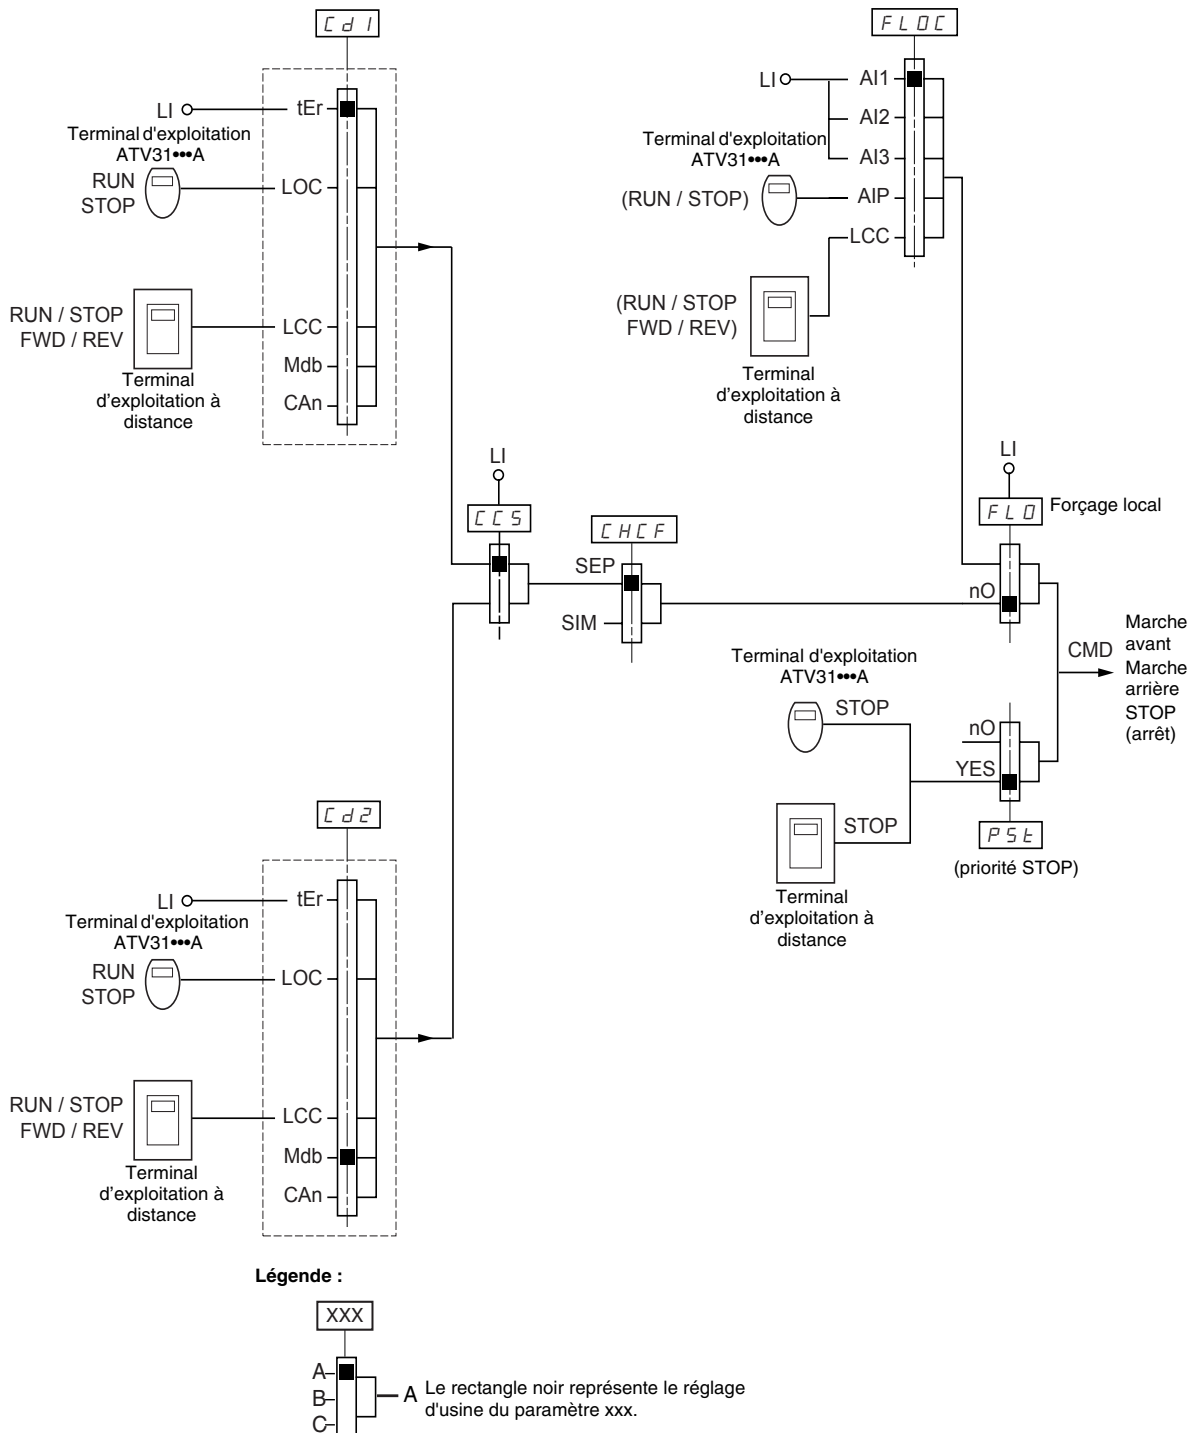 Cd1
LI
tEr
Terminal d'exploitation
ATV31•••A
RUN
STOP
LOC
RUN / STOP
FWD / REV
LCC
Mdb
CAn
Terminal
d'exploitation à
distance
FLOC
LI
AI1
AI2
AI3
AIP
LCC
Terminal d'exploitation
ATV31•••A
(RUN / STOP)
(RUN / STOP
FWD / REV)
Terminal
d'exploitation à
distance
LI
CCS
CHCF
SEP
SIM
LI
FLO
Forçage local
nO
CMD
Marche
avant
Marche
arrière
STOP
(arrêt)
Terminal d'exploitation
ATV31•••A
STOP
nO
YES
STOP
PSt
(priorité STOP)
Terminal
d'exploitation à
distance
Cd2
LI
tEr
Terminal d'exploitation
ATV31•••A
RUN
STOP
LOC
RUN / STOP
FWD / REV
LCC
Mdb
CAn
Terminal
d'exploitation à
distance
Légende :
XXX
A
B
C
A
Le rectangle noir représente le réglage
d'usine du paramètre xxx.